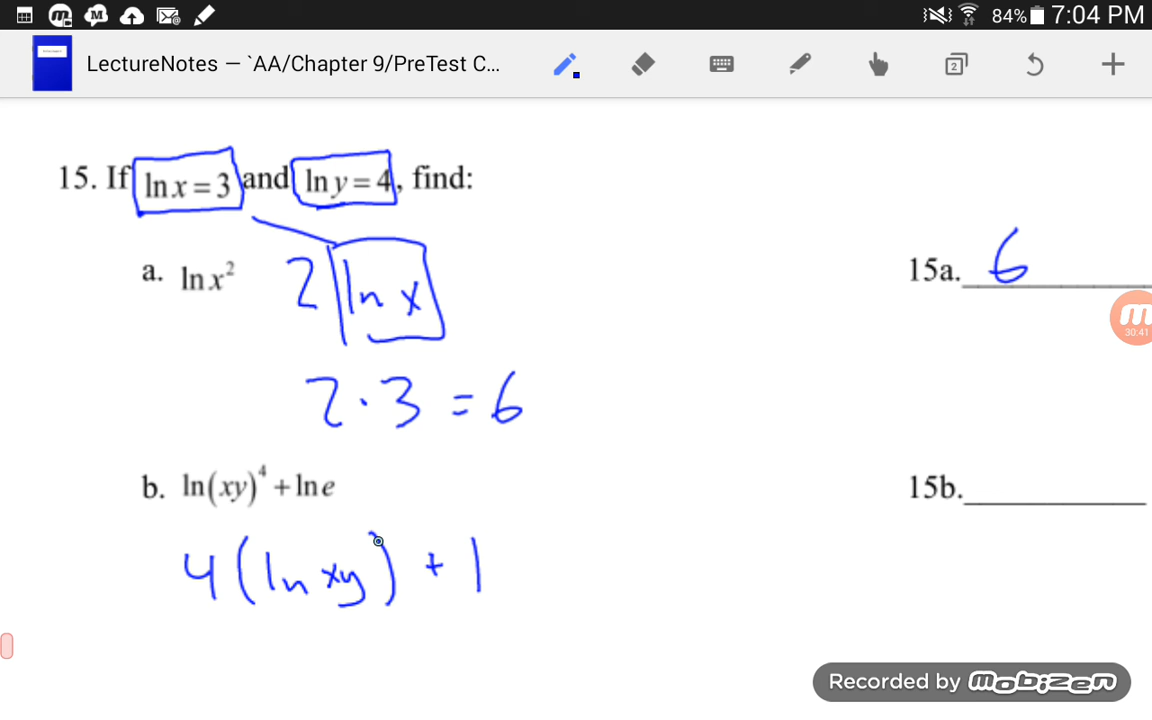 84% 7:04 PM
LectureNotes — `AA/Chapter 9/PreTest C...
2
15. If ln x = 3 and ln y = 4, find:
a. ln x² 2 ln x
15a. 6
30:41
2 · 3 = 6
b. ln(xy)⁴ + ln e
15b.
4 (ln xy) + 1
Recorded by mobizen